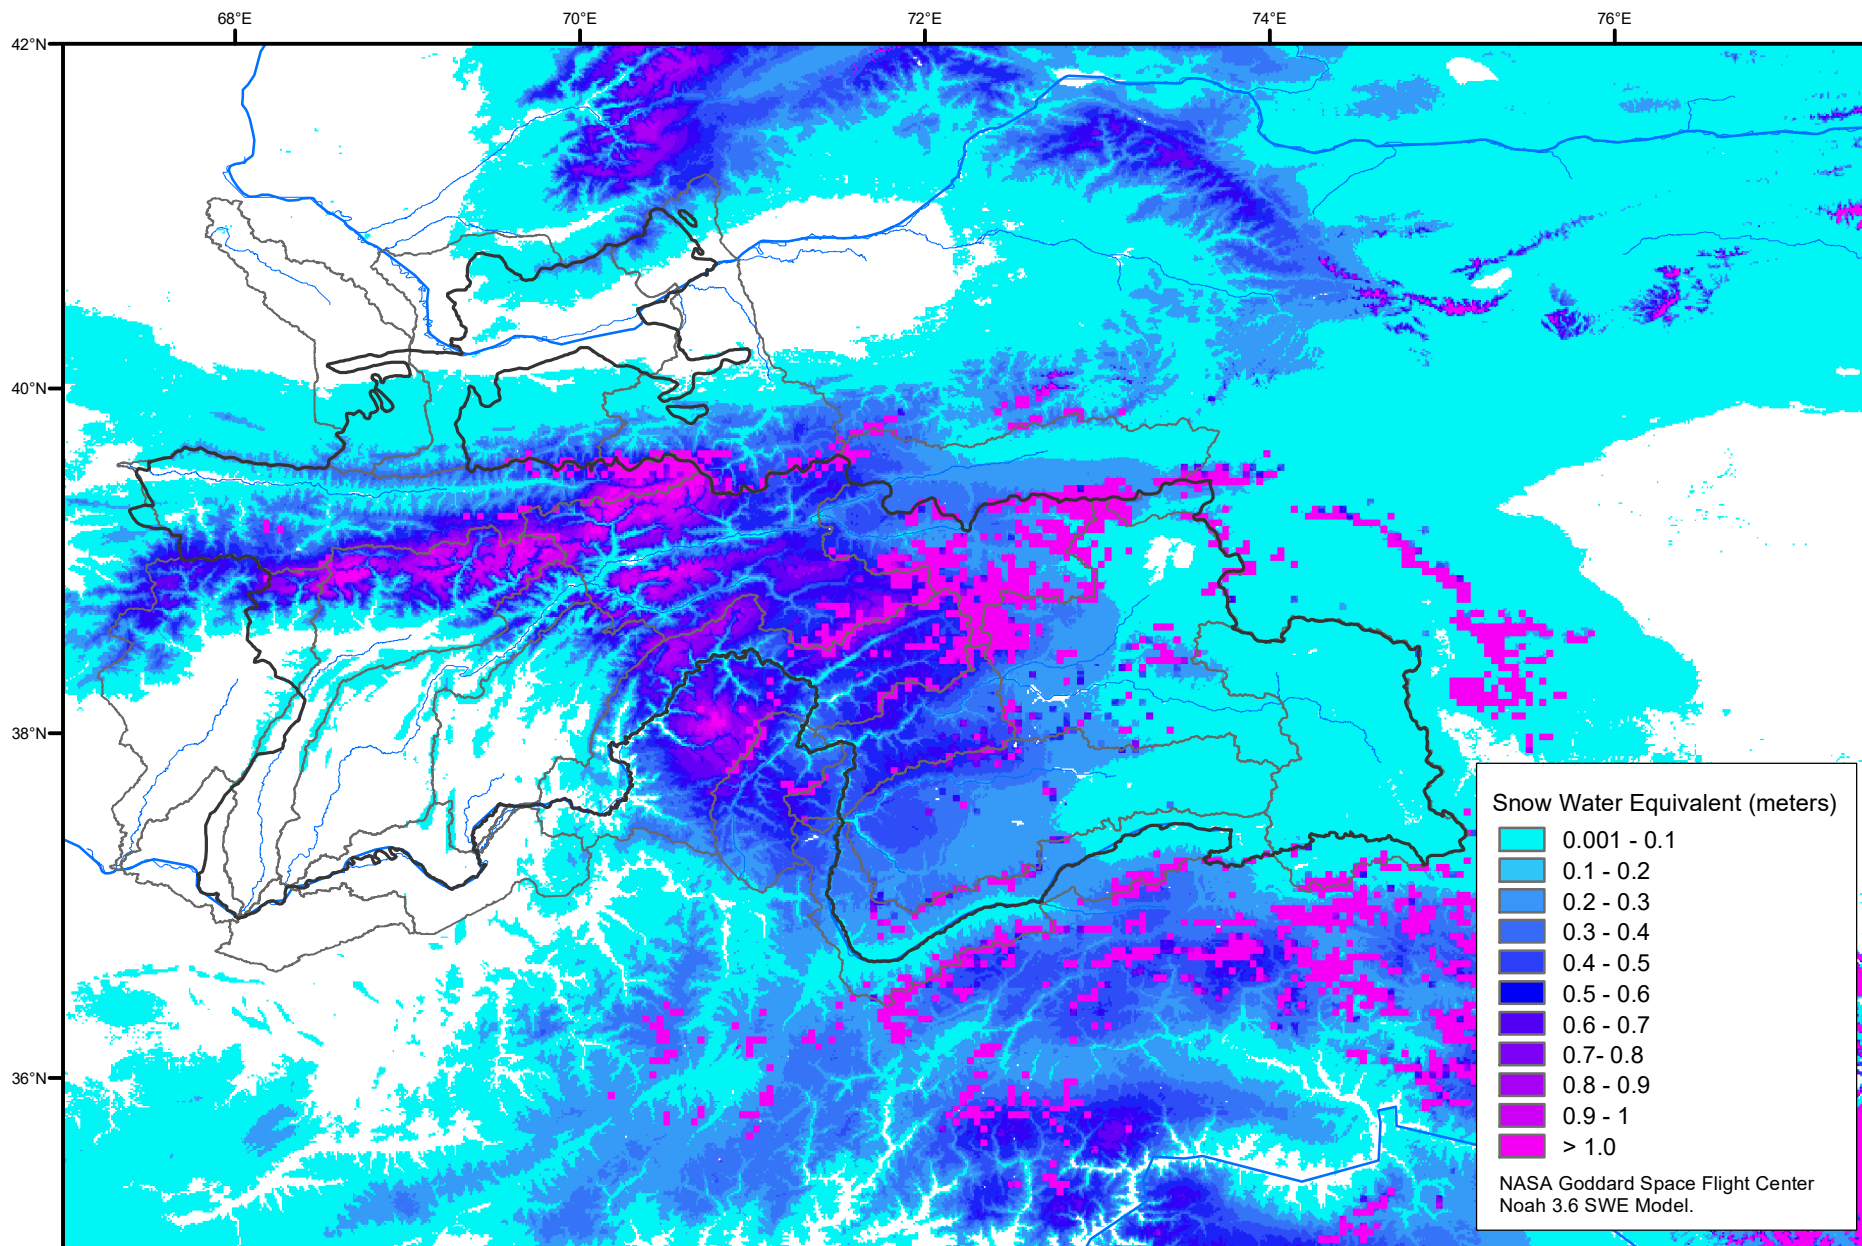 68°E 70°E 72°E 74°E 76°E
42°N
40°N
38°N
36°N
Snow Water Equivalent (meters)
0.001 - 0.1
0.1 - 0.2
0.2 - 0.3
0.3 - 0.4
0.4 - 0.5
0.5 - 0.6
0.6 - 0.7
0.7- 0.8
0.8 - 0.9
0.9 - 1
> 1.0
NASA Goddard Space Flight Center
Noah 3.6 SWE Model.